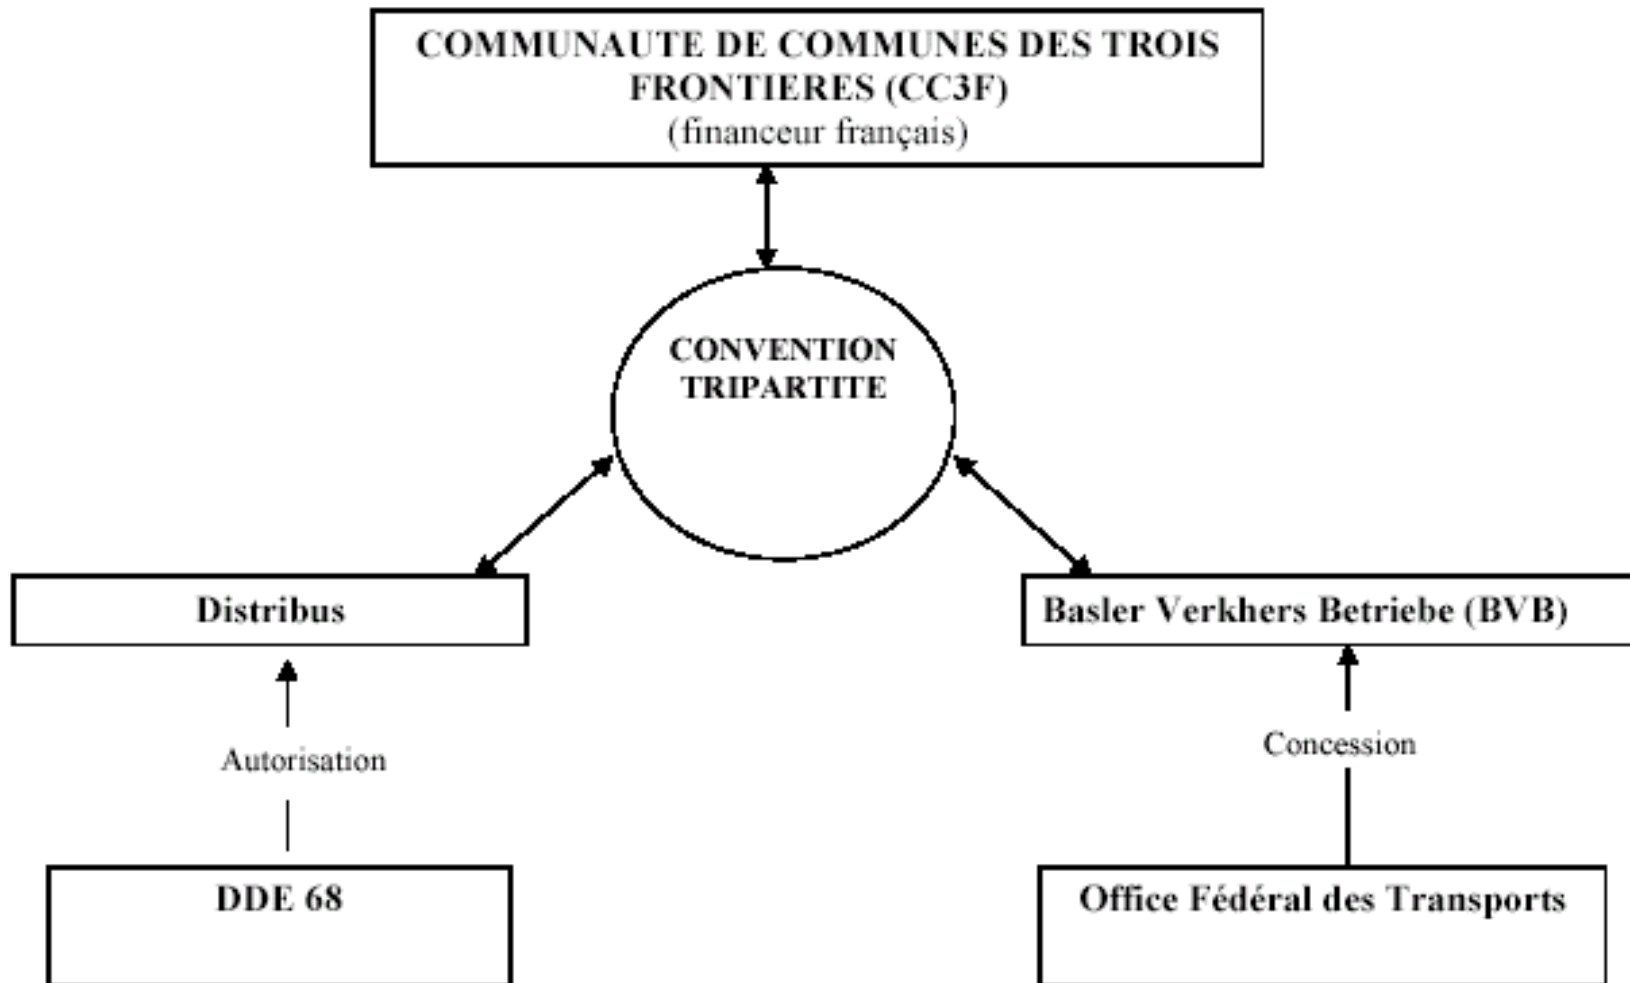 COMMUNAUTE DE COMMUNES DES TROIS
FRONTIERES (CC3F)
(financeur français)
CONVENTION
TRIPARTITE
Distribus
Basler Verkhers Betriebe (BVB)
Autorisation
Concession
DDE 68
Office Fédéral des Transports